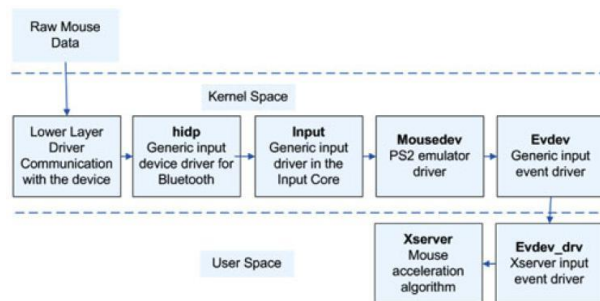 Raw Mouse
Data
Kernel Space
Lower Layer
Driver
Communication
with the device
hidp
Generic input
device driver for
Bluetooth
Input
Generic input
driver in the
Input Core
Mousedev
PS2 emulator
driver
Evdev
Generic input
event driver
User Space
Xserver
Mouse
acceleration
algorithm
Evdev_drv
Xserver input
event driver